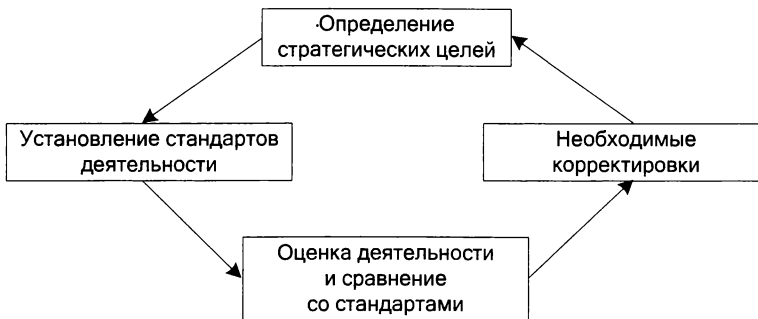 Определение
стратегических целей
Установление стандартов
деятельности
Необходимые
корректировки
Оценка деятельности
и сравнение
со стандартами